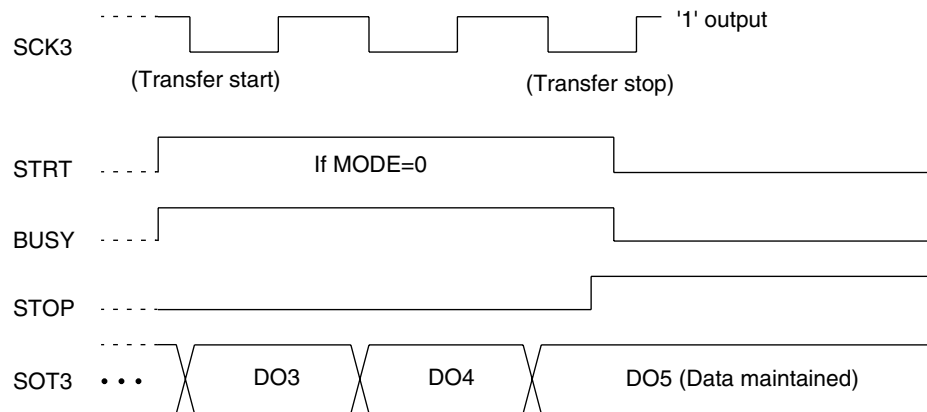 '1' output
SCK3
(Transfer start)
(Transfer stop)
STRT
If MODE=0
BUSY
STOP
SOT3
DO3
DO4
DO5 (Data maintained)